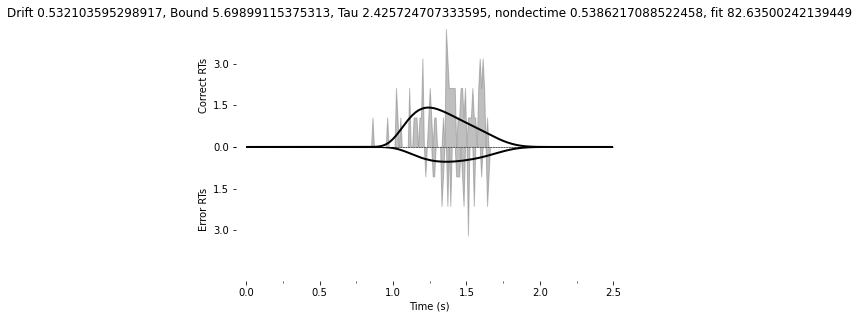 Drift 0.532103595298917, Bound 5.69899115375313, Tau 2.425724707333595, nondectime 0.5386217088522458, fit 82.63500242139449
Correct RTs
3.0
1.5
0.0
Error RTs
1.5
3.0
0.0 0.5 1.0 1.5 2.0 2.5
Time (s)